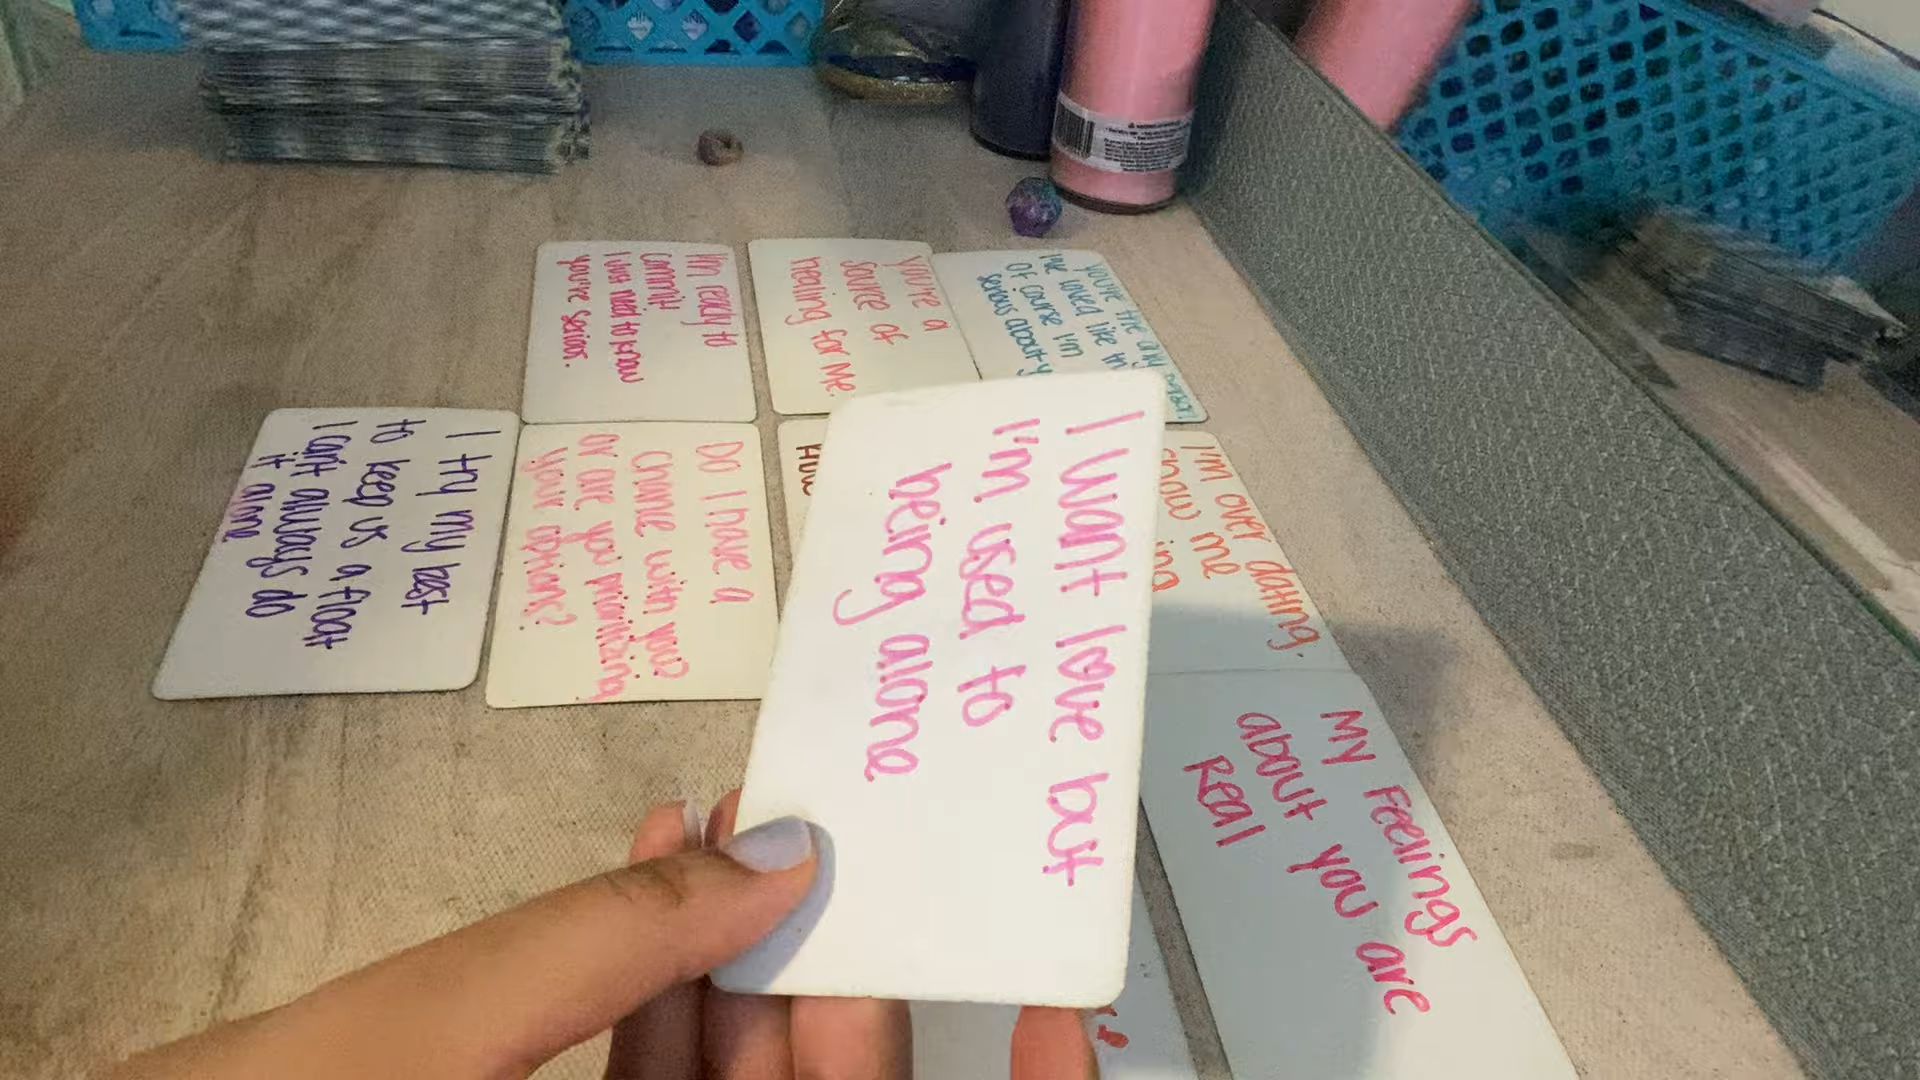 I'm ready to
commit
I just need to know
you're serious.
You're a
source of
healing for me.
you're the only person
I've loved like this
of course I'm
serious about y
I try my best
to keep us a float
I can't always do
it alone
Do I have a
chance with you?
or are you prioritizing
your options?
I'm over dating.
show me
I want love but
I'm used to
being alone
My Feelings
about you are
Real